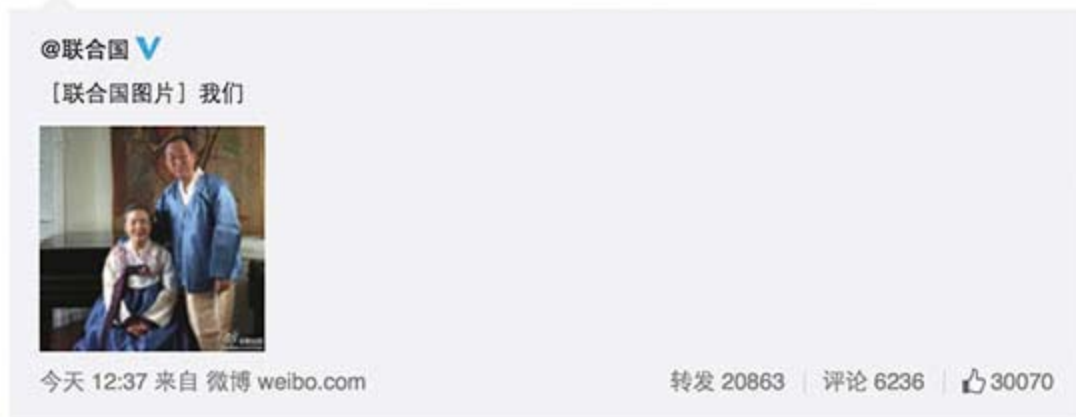 @联合国
[联合国图片] 我们
今天 12:37 来自 微博 weibo.com
转发 20863 评论 6236 30070